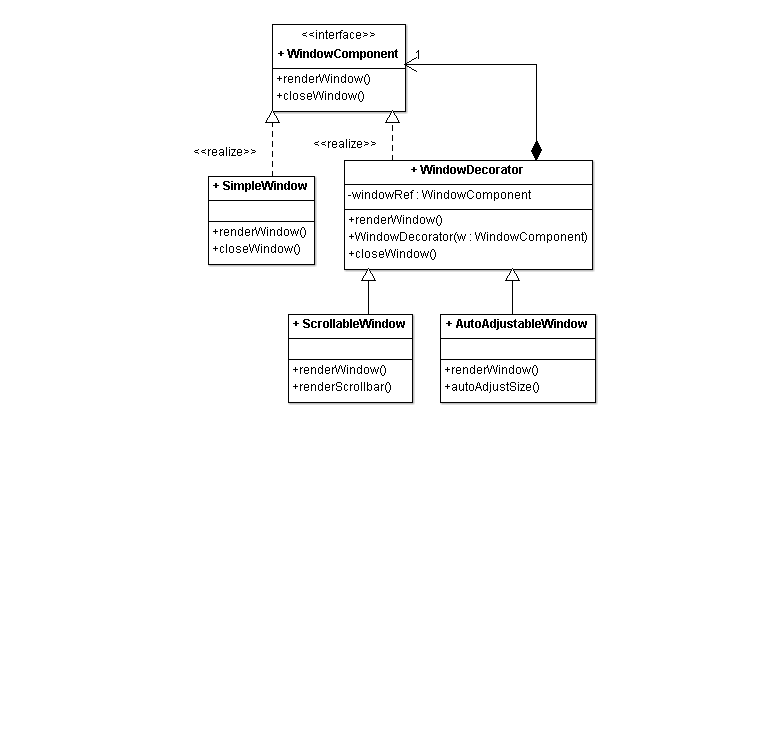 <<interface>>
+ WindowComponent
+renderWindow()
+closeWindow()
1
<<realize>>
<<realize>>
+ SimpleWindow
+renderWindow()
+closeWindow()
+ WindowDecorator
-windowRef : WindowComponent
+renderWindow()
+WindowDecorator(w : WindowComponent)
+closeWindow()
+ ScrollableWindow
+renderWindow()
+renderScrollbar()
+ AutoAdjustableWindow
+renderWindow()
+autoAdjustSize()